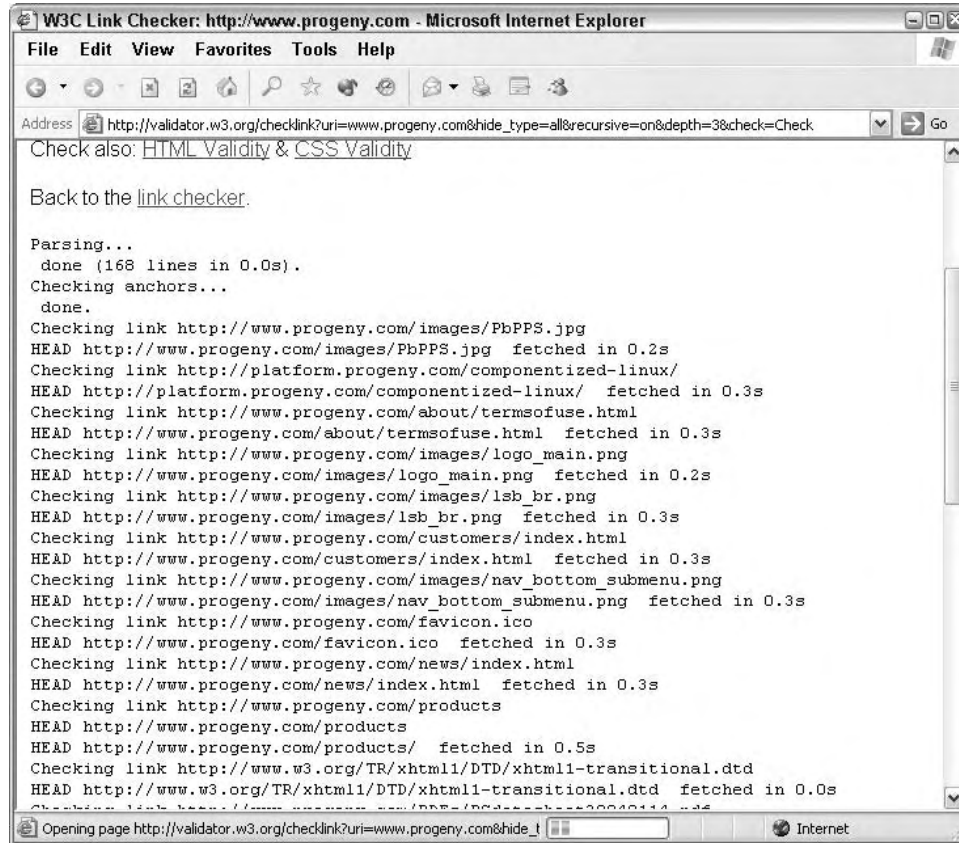 W3C Link Checker: http://www.progeny.com - Microsoft Internet Explorer
File Edit View Favorites Tools Help
Address http://validator.w3.org/checklink?uri=www.progeny.com&hide_type=all&recursive=on&depth=3&check=Check Go
Check also: HTML Validity & CSS Validity
Back to the link checker.
Parsing...
done (168 lines in 0.0s).
Checking anchors...
done.
Checking link http://www.progeny.com/images/PbPPS.jpg
HEAD http://www.progeny.com/images/PbPPS.jpg fetched in 0.2s
Checking link http://platform.progeny.com/componentized-linux/
HEAD http://platform.progeny.com/componentized-linux/ fetched in 0.3s
Checking link http://www.progeny.com/about/termsofuse.html
HEAD http://www.progeny.com/about/termsofuse.html fetched in 0.3s
Checking link http://www.progeny.com/images/logo_main.png
HEAD http://www.progeny.com/images/logo_main.png fetched in 0.2s
Checking link http://www.progeny.com/images/lsb_br.png
HEAD http://www.progeny.com/images/lsb_br.png fetched in 0.3s
Checking link http://www.progeny.com/customers/index.html
HEAD http://www.progeny.com/customers/index.html fetched in 0.3s
Checking link http://www.progeny.com/images/nav_bottom_submenu.png
HEAD http://www.progeny.com/images/nav_bottom_submenu.png fetched in 0.3s
Checking link http://www.progeny.com/favicon.ico
HEAD http://www.progeny.com/favicon.ico fetched in 0.3s
Checking link http://www.progeny.com/news/index.html
HEAD http://www.progeny.com/news/index.html fetched in 0.3s
Checking link http://www.progeny.com/products
HEAD http://www.progeny.com/products
HEAD http://www.progeny.com/products/ fetched in 0.5s
Checking link http://www.w3.org/TR/xhtml1/DTD/xhtml1-transitional.dtd
HEAD http://www.w3.org/TR/xhtml1/DTD/xhtml1-transitional.dtd fetched in 0.0s
Checking link
Opening page http://validator.w3.org/checklink?uri=www.progeny.com&hide_t Internet